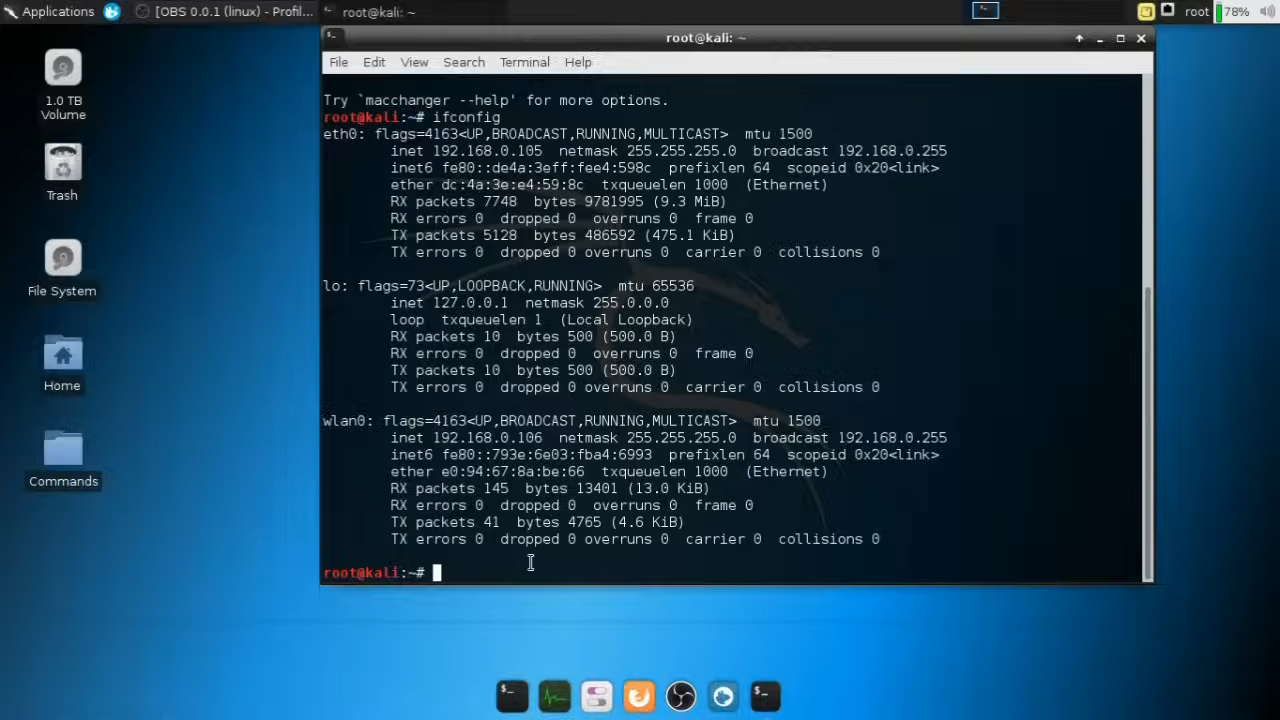 Applications
[OBS 0.0.1 (linux) - Profil...
root@kali: ~
root
78%
root@kali: ~
File Edit View Search Terminal Help
Try `macchanger --help' for more options.
root@kali:~# ifconfig
eth0: flags=4163<UP,BROADCAST,RUNNING,MULTICAST>  mtu 1500
inet 192.168.0.105  netmask 255.255.255.0  broadcast 192.168.0.255
inet6 fe80::de4a:3eff:fee4:598c  prefixlen 64  scopeid 0x20<link>
ether dc:4a:3e:e4:59:8c  txqueuelen 1000  (Ethernet)
RX packets 7748  bytes 9781995 (9.3 MiB)
RX errors 0  dropped 0  overruns 0  frame 0
TX packets 5128  bytes 486592 (475.1 KiB)
TX errors 0  dropped 0 overruns 0  carrier 0  collisions 0
lo: flags=73<UP,LOOPBACK,RUNNING>  mtu 65536
inet 127.0.0.1  netmask 255.0.0.0
loop  txqueuelen 1  (Local Loopback)
RX packets 10  bytes 500 (500.0 B)
RX errors 0  dropped 0  overruns 0  frame 0
TX packets 10  bytes 500 (500.0 B)
TX errors 0  dropped 0 overruns 0  carrier 0  collisions 0
wlan0: flags=4163<UP,BROADCAST,RUNNING,MULTICAST>  mtu 1500
inet 192.168.0.106  netmask 255.255.255.0  broadcast 192.168.0.255
inet6 fe80::793e:6e03:fba4:6993  prefixlen 64  scopeid 0x20<link>
ether e0:94:67:8a:be:66  txqueuelen 1000  (Ethernet)
RX packets 145  bytes 13401 (13.0 KiB)
RX errors 0  dropped 0  overruns 0  frame 0
TX packets 41  bytes 4765 (4.6 KiB)
TX errors 0  dropped 0 overruns 0  carrier 0  collisions 0
root@kali:~#
1.0 TB
Volume
Trash
File System
Home
Commands